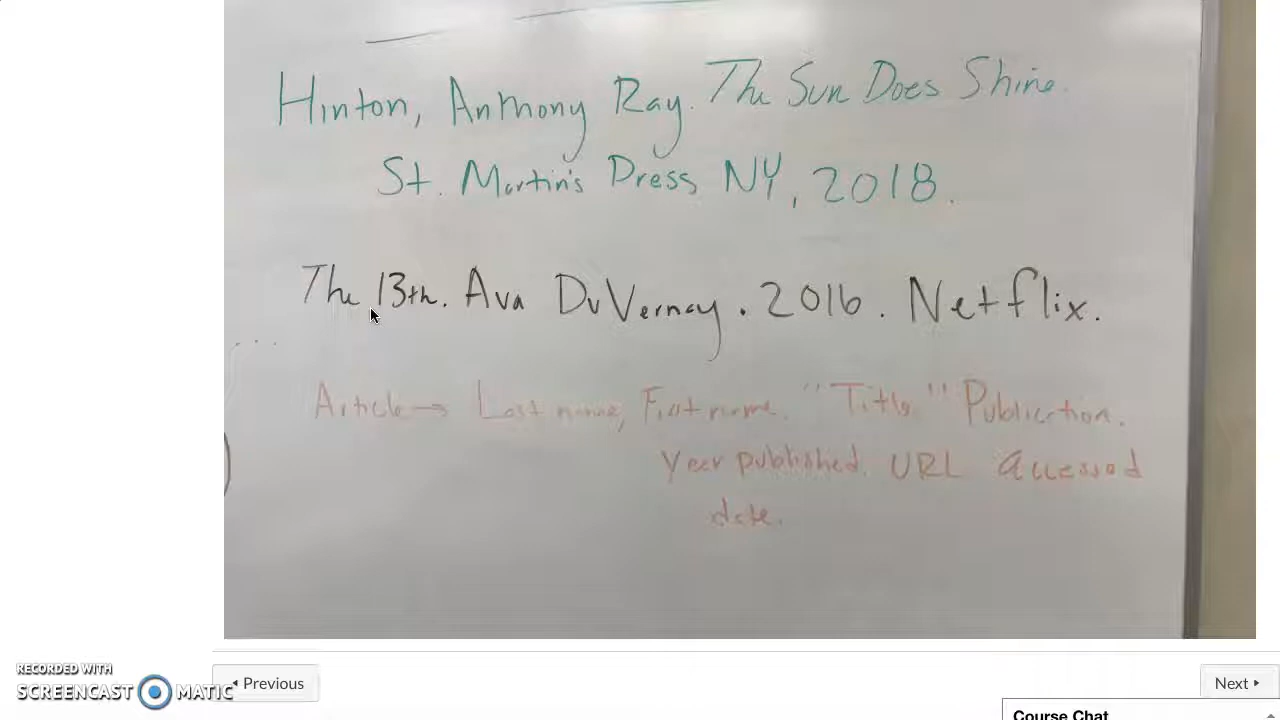 Hinton, Anthony Ray. The Sun Does Shine.
St. Martin's Press NY, 2018.
The 13th. Ava DuVernay. 2016. Netflix.
Article → Last name, First name. "Title." Publication.
Year published. URL Accessed
date.
RECORDED WITH
SCREENCAST MATIC
Previous
Next
Course Chat